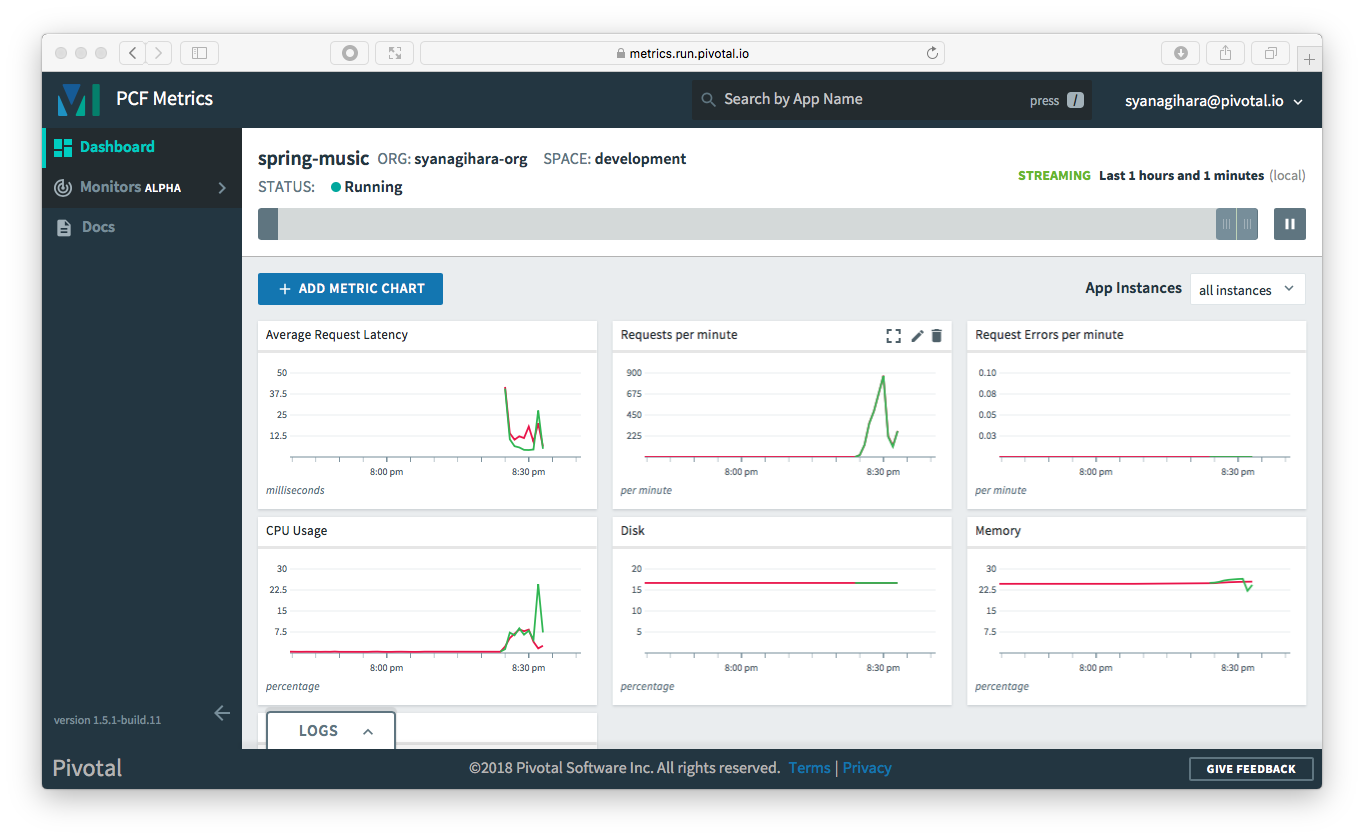 metrics.run.pivotal.io
PCF Metrics
Search by App Name
press /
syanagihara@pivotal.io
Dashboard
Monitors ALPHA
Docs
spring-music ORG: syanagihara-org SPACE: development
STATUS: Running
STREAMING Last 1 hours and 1 minutes (local)
+ ADD METRIC CHART
App Instances all instances
Average Request Latency
50
37.5
25
12.5
8:00 pm 8:30 pm
milliseconds
Requests per minute
900
675
450
225
8:00 pm 8:30 pm
per minute
Request Errors per minute
0.10
0.08
0.05
0.03
8:00 pm 8:30 pm
per minute
CPU Usage
30
22.5
15
7.5
8:00 pm 8:30 pm
percentage
Disk
20
15
10
5
8:00 pm 8:30 pm
percentage
Memory
30
22.5
15
7.5
8:00 pm 8:30 pm
percentage
version 1.5.1-build.11
LOGS
Pivotal
©2018 Pivotal Software Inc. All rights reserved. Terms | Privacy
GIVE FEEDBACK